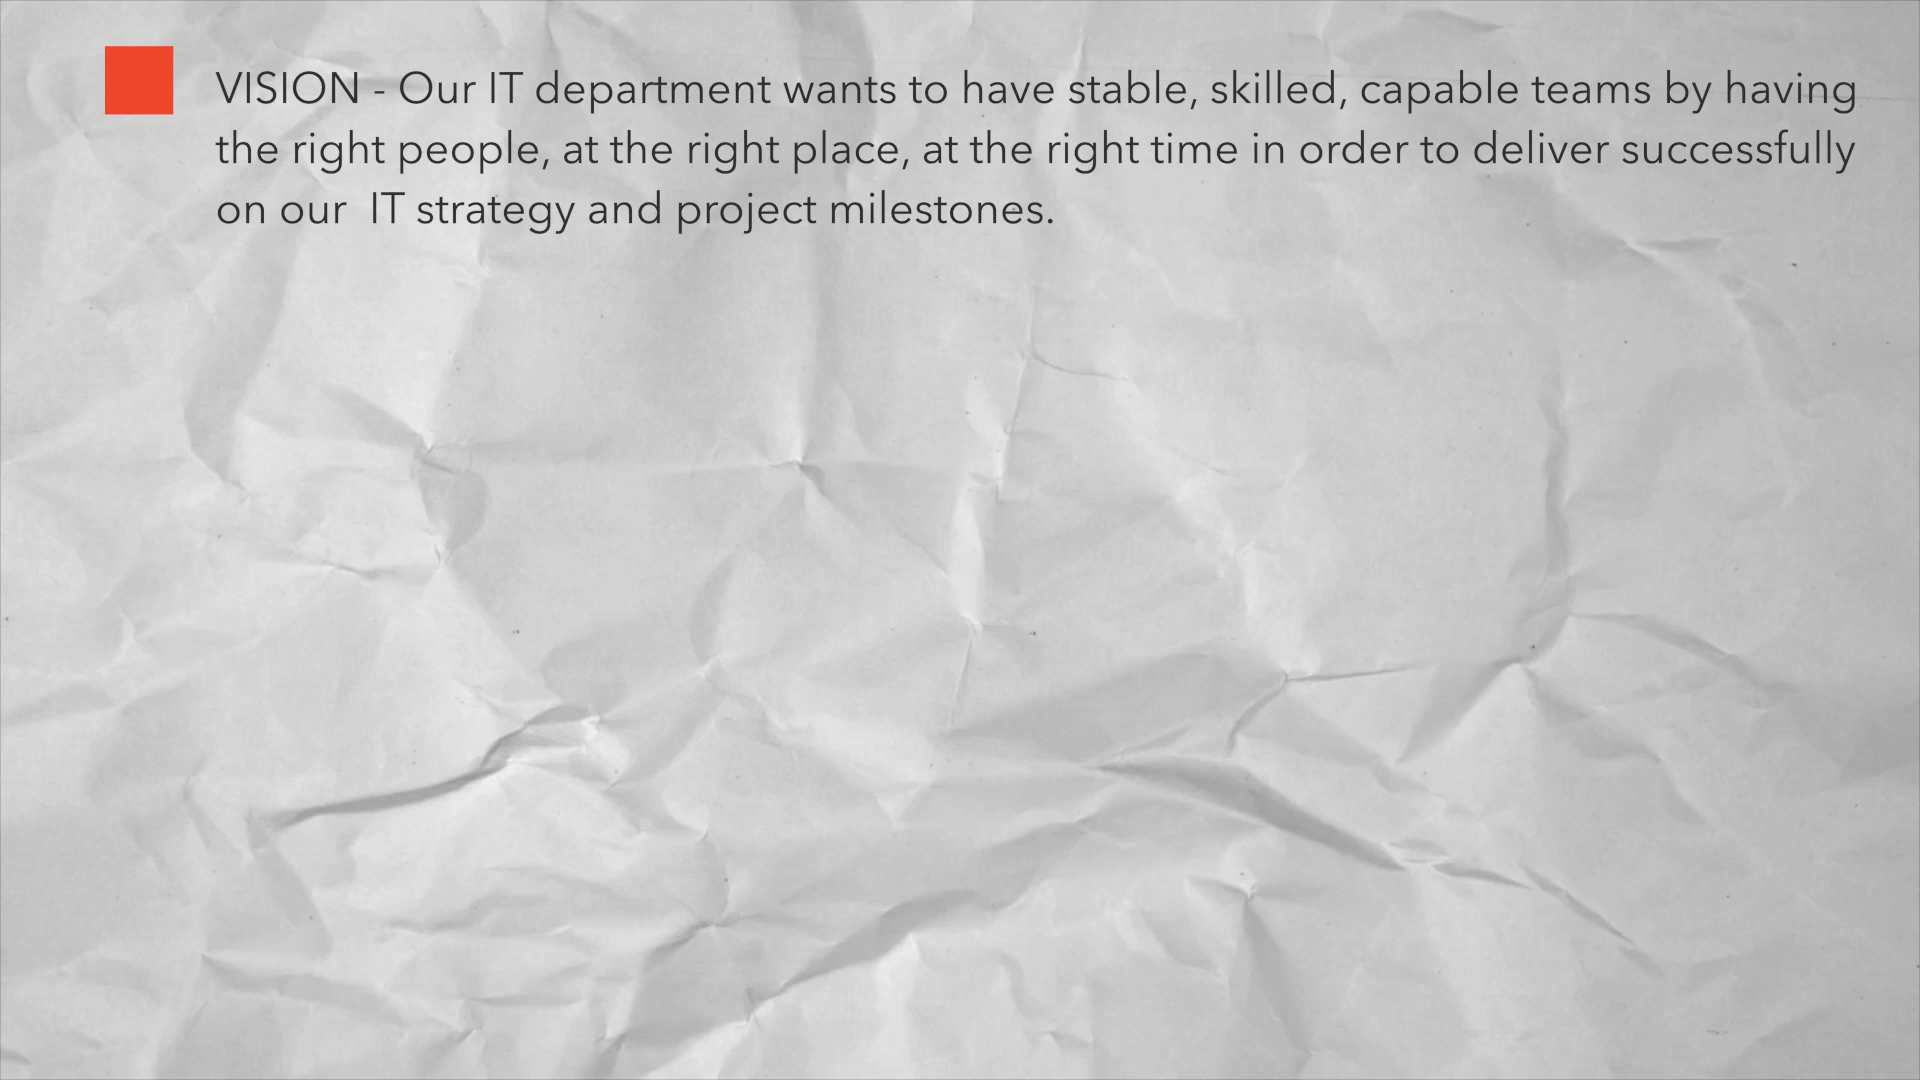 VISION - Our IT department wants to have stable, skilled, capable teams by having
the right people, at the right place, at the right time in order to deliver successfully
on our  IT strategy and project milestones.